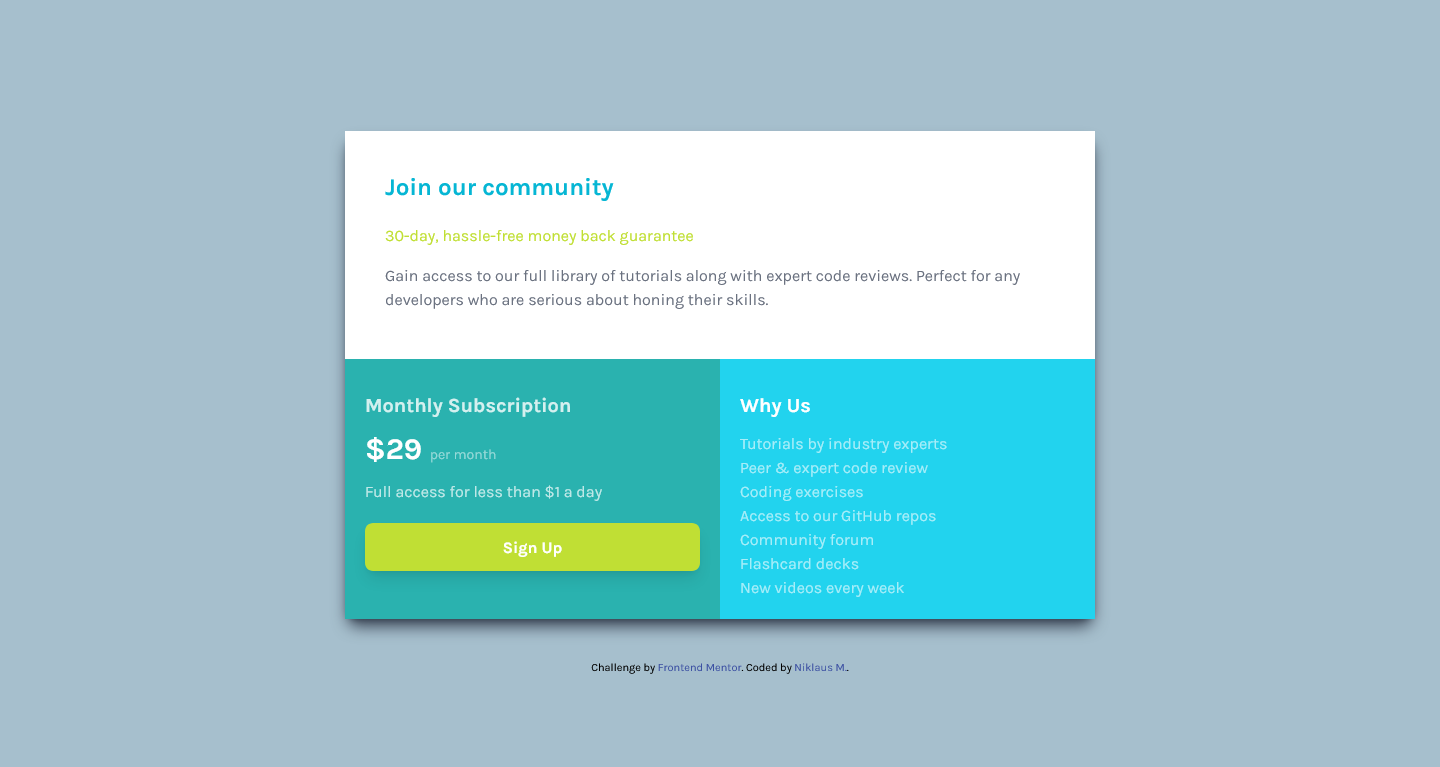 Join our community
30-day, hassle-free money back guarantee
Gain access to our full library of tutorials along with expert code reviews. Perfect for any
developers who are serious about honing their skills.
Monthly Subscription
$29 per month
Full access for less than $1 a day
Sign Up
Why Us
Tutorials by industry experts
Peer & expert code review
Coding exercises
Access to our GitHub repos
Community forum
Flashcard decks
New videos every week
Challenge by Frontend Mentor. Coded by Niklaus M..